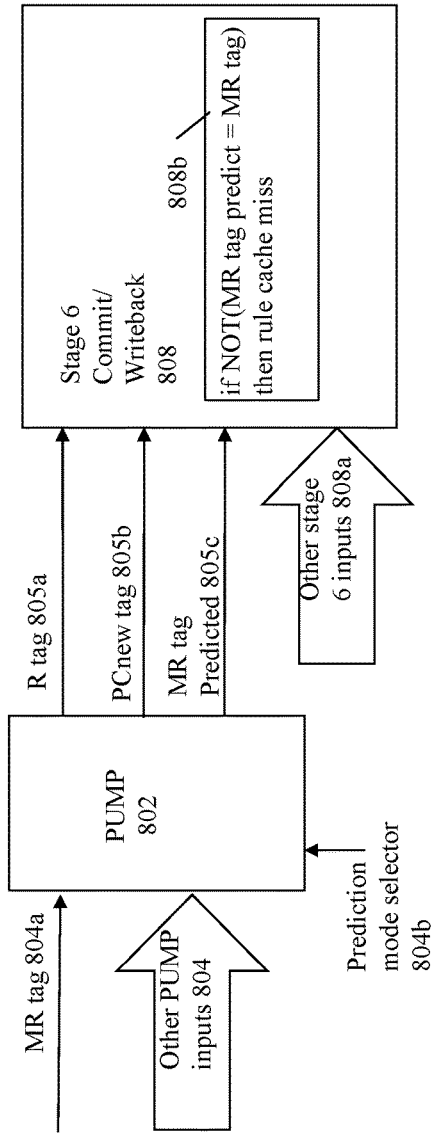 MR tag 804a
Other PUMP
inputs 804
Prediction
mode selector
804b
PUMP
802
R tag 805a
PCnew tag 805b
MR tag
Predicted 805c
Other stage
6 inputs 808a
Stage 6
Commit/
Writeback
808
808b
if NOT(MR tag predict = MR tag)
then rule cache miss